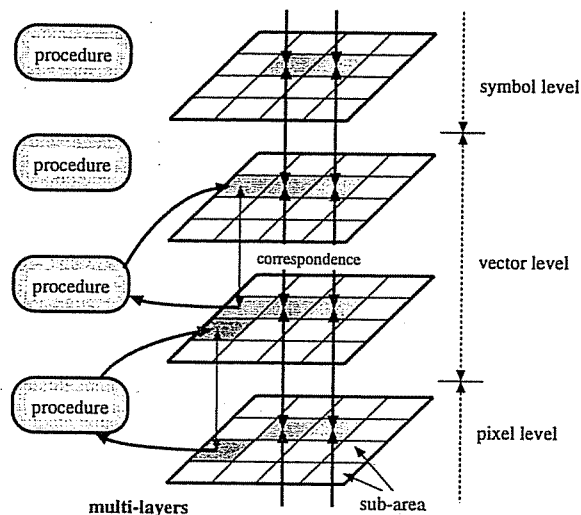 procedure
symbol level
procedure
correspondence
vector level
procedure
procedure
pixel level
sub-area
multi-layers